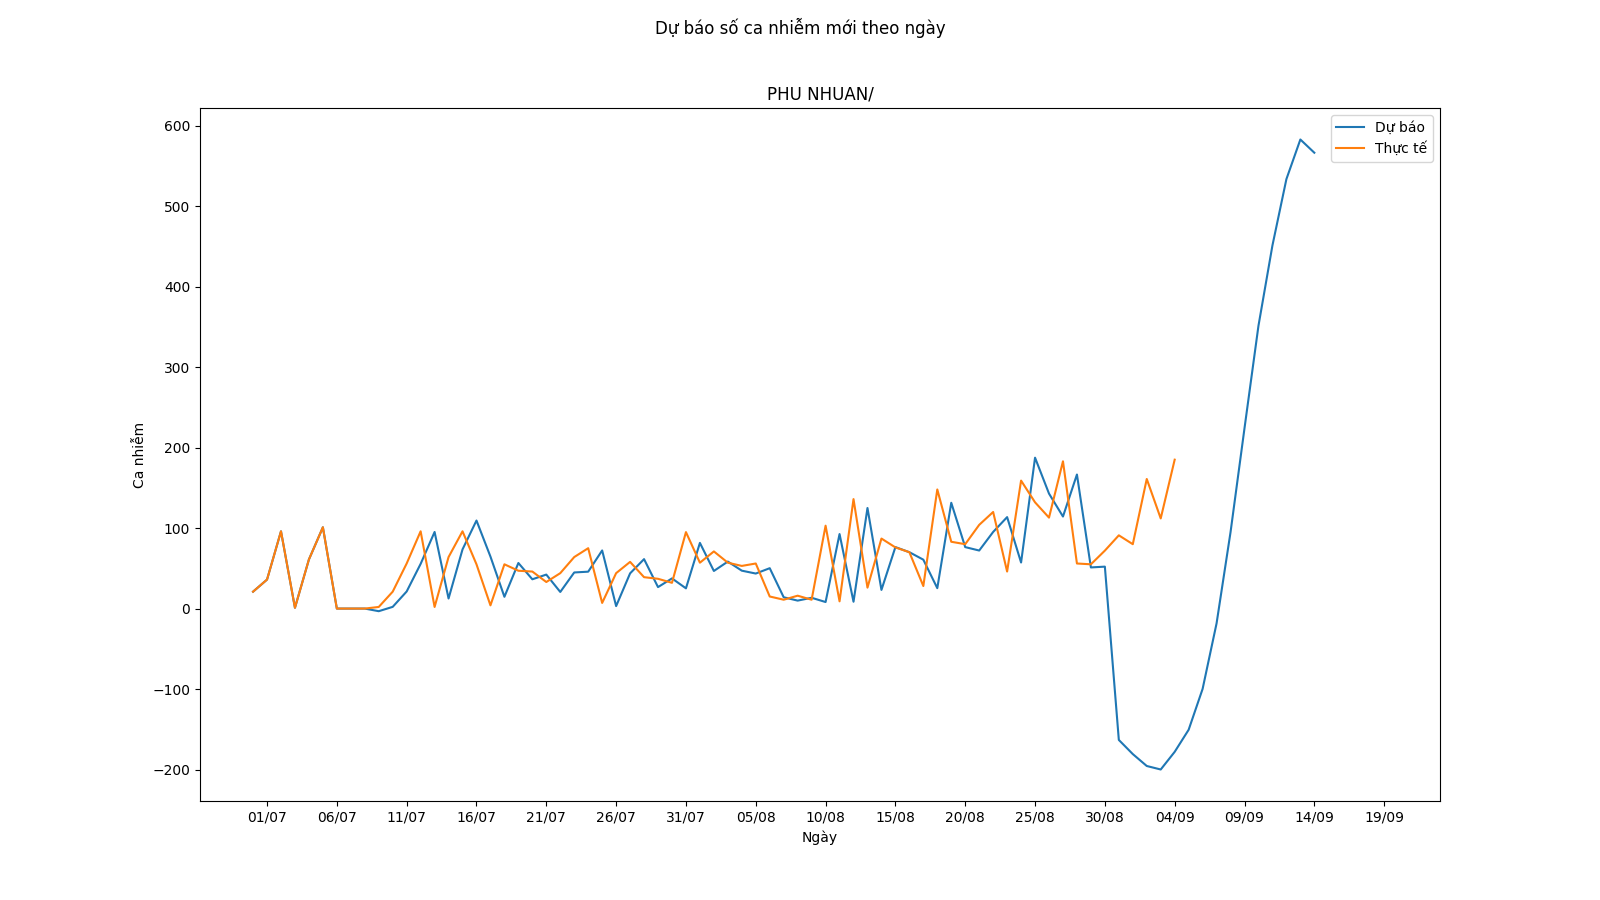 Dự báo số ca nhiễm mới theo ngày
PHU NHUAN/
Dự báo
Thực tế
600
500
400
300
200
100
0
−100
−200
Ca nhiễm
01/07 06/07 11/07 16/07 21/07 26/07 31/07 05/08 10/08 15/08 20/08 25/08 30/08 04/09 09/09 14/09 19/09
Ngày